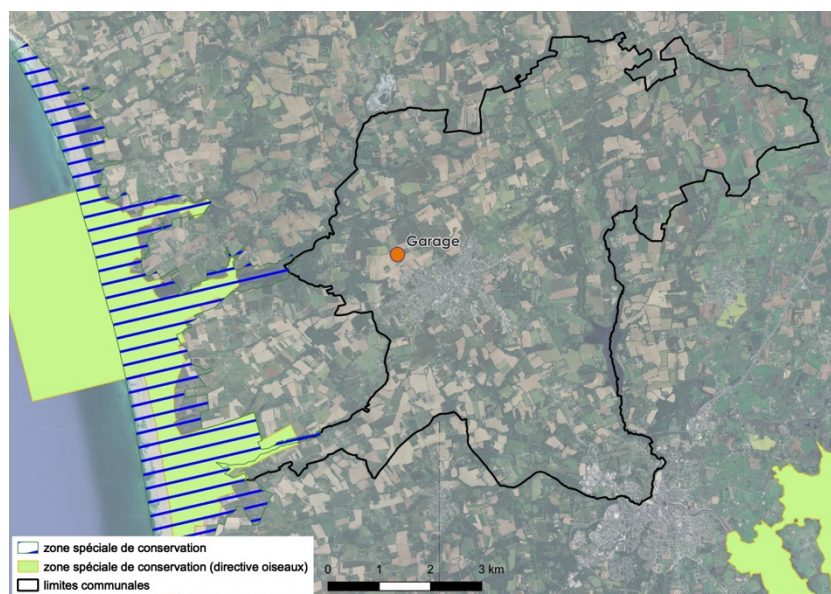 Garage
zone spéciale de conservation
zone spéciale de conservation (directive oiseaux)
limites communales
0 1 2 3 km